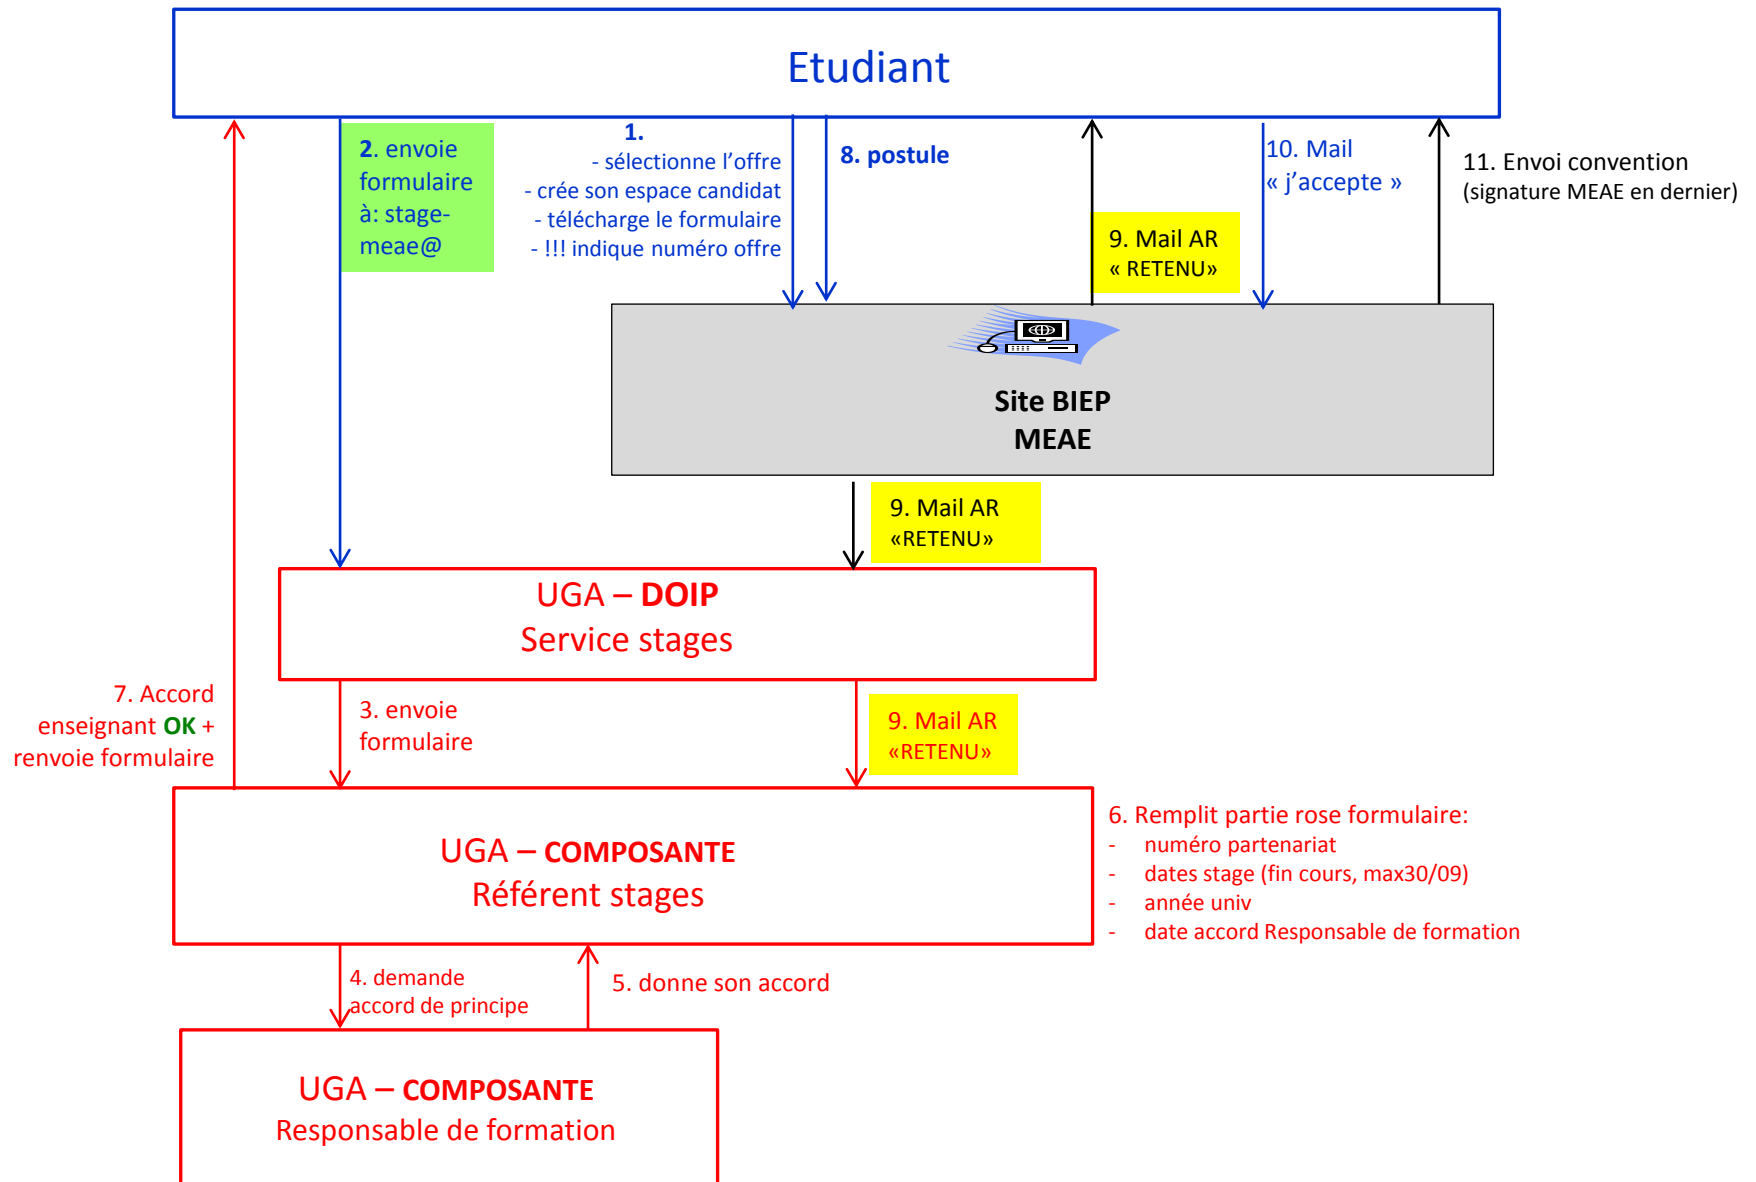 Etudiant
2. envoie
formulaire
à: stage-
meae@
1.
- sélectionne l’offre
- crée son espace candidat
- télécharge le formulaire
- !!! indique numéro offre
8. postule
9. Mail AR
« RETENU»
10. Mail
« j’accepte »
11. Envoi convention
(signature MEAE en dernier)
Site BIEP
MEAE
9. Mail AR
«RETENU»
UGA – DOIP
Service stages
7. Accord
enseignant OK +
renvoie formulaire
3. envoie
formulaire
9. Mail AR
«RETENU»
UGA – COMPOSANTE
Référent stages
6. Remplit partie rose formulaire:
- numéro partenariat
- dates stage (fin cours, max30/09)
- année univ
- date accord Responsable de formation
4. demande
accord de principe
5. donne son accord
UGA – COMPOSANTE
Responsable de formation